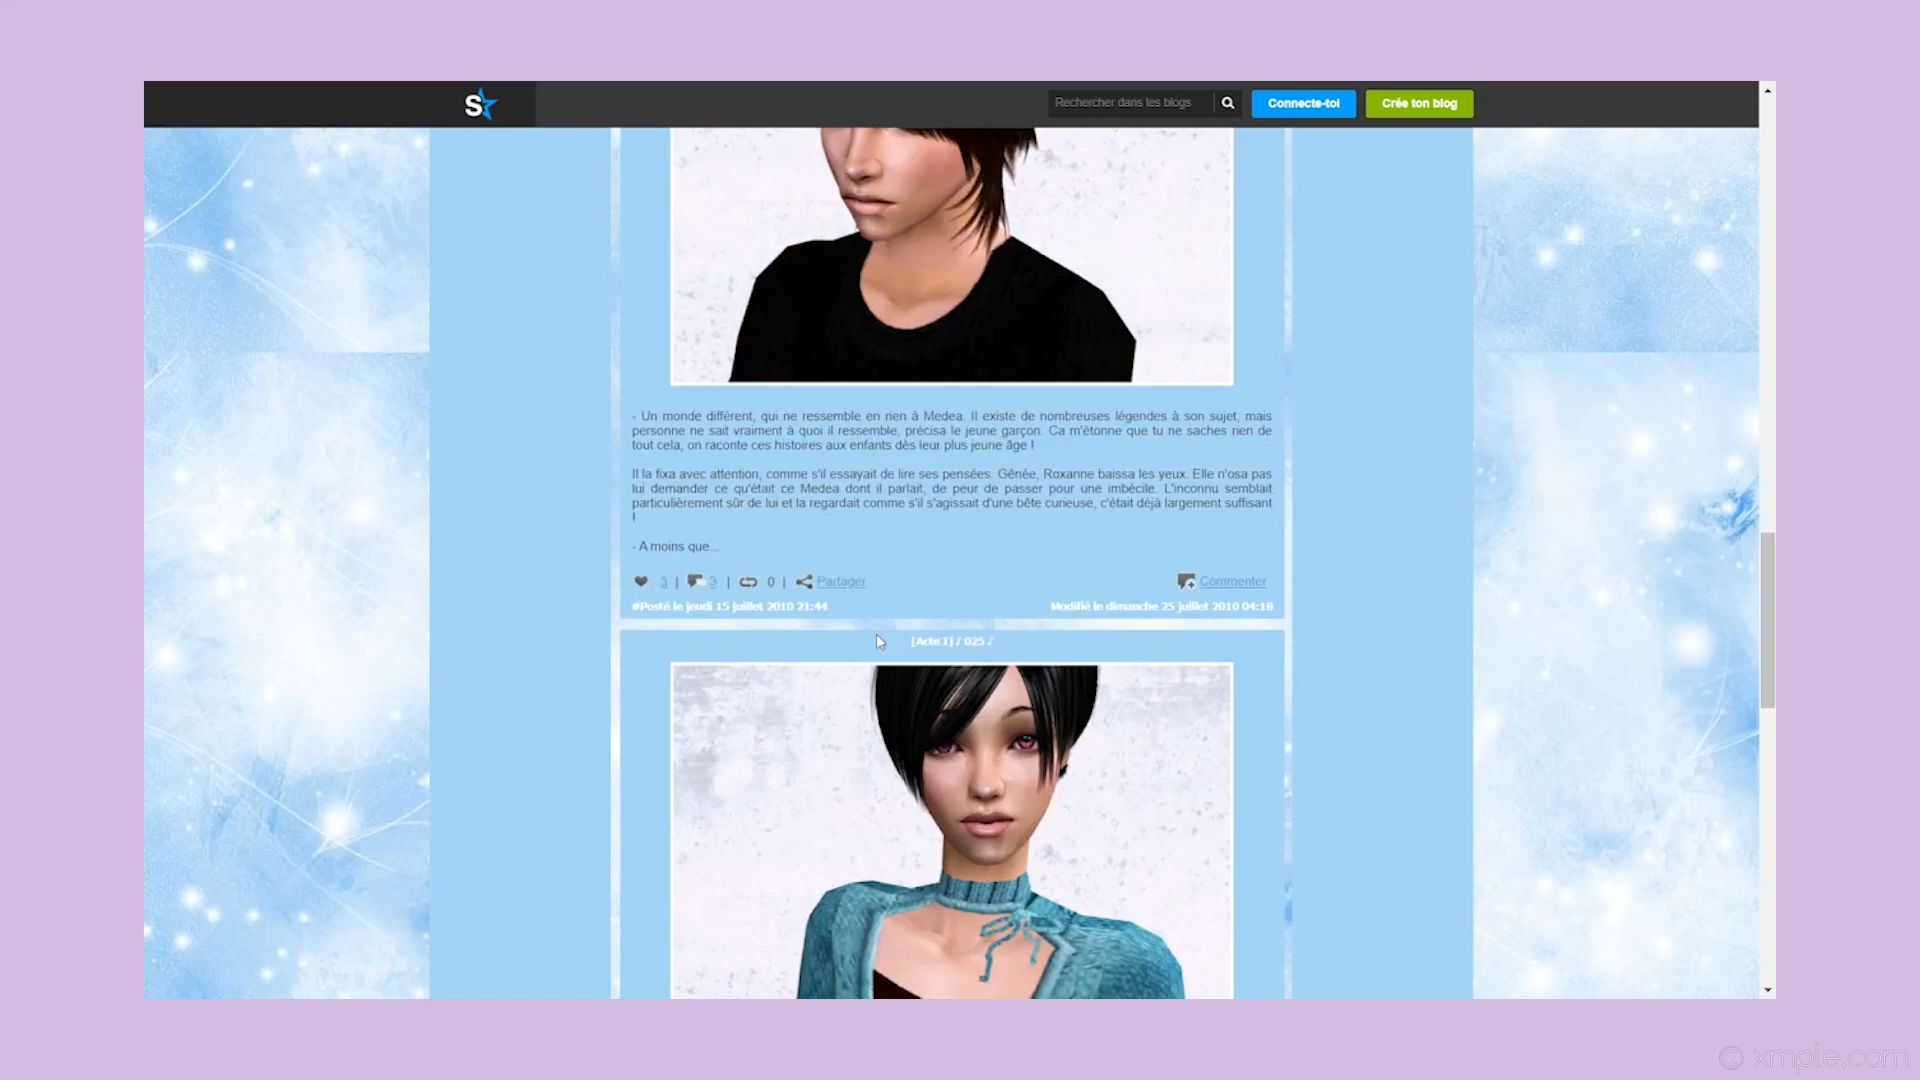 S
Rechercher dans les blogs
Connecte-toi
Crée ton blog
- Un monde différent, qui ne ressemble en rien à Medea. Il existe de nombreuses légendes à son sujet, mais
personne ne sait vraiment à quoi il ressemble, précisa le jeune garçon. Ca m'étonne que tu ne saches rien de
tout cela, on raconte ces histoires aux enfants dès leur plus jeune âge !
Il la fixa avec attention, comme s'il essayait de lire ses pensées. Gênée, Roxanne baissa les yeux. Elle n'osa pas
lui demander ce qu'était ce Medea dont il parlait, de peur de passer pour une imbécile. L'inconnu semblait
particulièrement sûr de lui et la regardait comme s'il s'agissait d'une bête curieuse, c'était déjà largement suffisant
!
- A moins que...
3 | 3 | 0 | Partager
Commenter
#Posté le jeudi 15 juillet 2010 21:44
Modifié le dimanche 25 juillet 2010 04:18
[Acte I] ♪ 025 ♪
© xmple.com